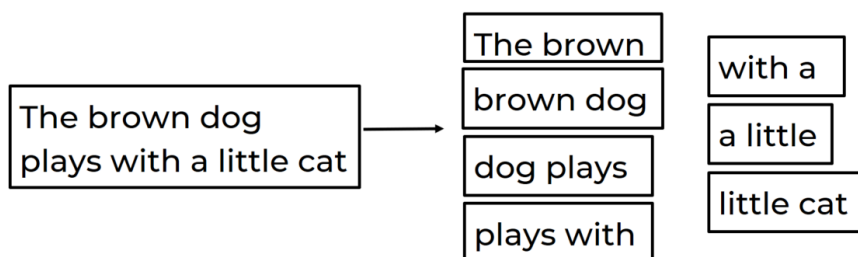 The brown dog
plays with a little cat
The brown
brown dog
dog plays
plays with
with a
a little
little cat